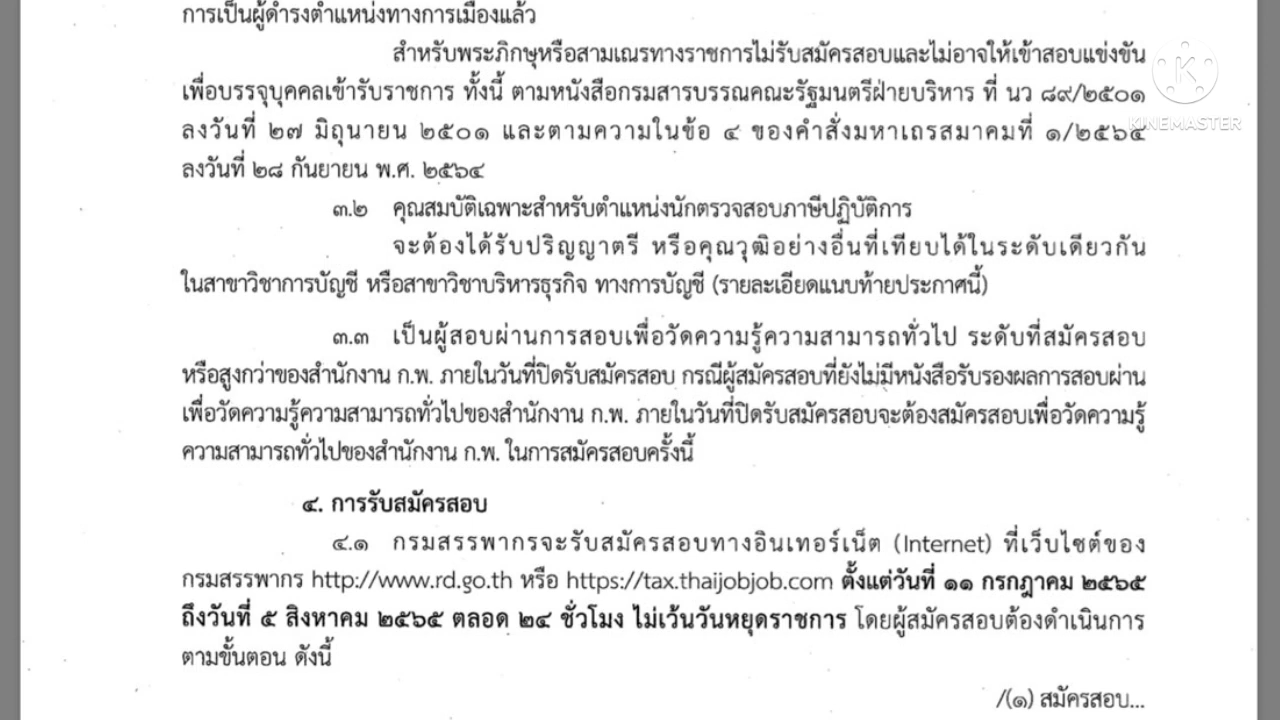 การเป็นผู้ดำรงตำแหน่งทางการเมืองแล้ว
สำหรับพระภิกษุหรือสามเณรทางราชการไม่รับสมัครสอบและไม่อาจให้เข้าสอบแข่งขัน
เพื่อบรรจุบุคคลเข้ารับราชการ ทั้งนี้ ตามหนังสือกรมสารบรรณคณะรัฐมนตรีฝ่ายบริหาร ที่ นว ๘๙/๒๕๐๑
ลงวันที่ ๒๗ มิถุนายน ๒๕๐๑ และตามความในข้อ ๔ ของคำสั่งมหาเถรสมาคมที่ ๑/๒๕๖๔
ลงวันที่ ๒๘ กันยายน พ.ศ. ๒๕๖๔
๓.๒ คุณสมบัติเฉพาะสำหรับตำแหน่งนักตรวจสอบภาษีปฏิบัติการ
จะต้องได้รับปริญญาตรี หรือคุณวุฒิอย่างอื่นที่เทียบได้ในระดับเดียวกัน
ในสาขาวิชาการบัญชี หรือสาขาวิชาบริหารธุรกิจ ทางการบัญชี (รายละเอียดแนบท้ายประกาศนี้)
๓.๓ เป็นผู้สอบผ่านการสอบเพื่อวัดความรู้ความสามารถทั่วไป ระดับที่สมัครสอบ
หรือสูงกว่าของสำนักงาน ก.พ. ภายในวันที่ปิดรับสมัครสอบ กรณีผู้สมัครสอบที่ยังไม่มีหนังสือรับรองผลการสอบผ่าน
เพื่อวัดความรู้ความสามารถทั่วไปของสำนักงาน ก.พ. ภายในวันที่ปิดรับสมัครสอบจะต้องสมัครสอบเพื่อวัดความรู้
ความสามารถทั่วไปของสำนักงาน ก.พ. ในการสมัครสอบครั้งนี้
๔. การรับสมัครสอบ
๔.๑ กรมสรรพากรจะรับสมัครสอบทางอินเทอร์เน็ต (Internet) ที่เว็บไซต์ของ
กรมสรรพากร http://www.rd.go.th หรือ https://tax.thaijobjob.com ตั้งแต่วันที่ ๑๑ กรกฎาคม ๒๕๖๕
ถึงวันที่ ๕ สิงหาคม ๒๕๖๕ ตลอด ๒๔ ชั่วโมง ไม่เว้นวันหยุดราชการ โดยผู้สมัครสอบต้องดำเนินการ
ตามขั้นตอน ดังนี้
/(๑) สมัครสอบ...
K
KINEMASTER